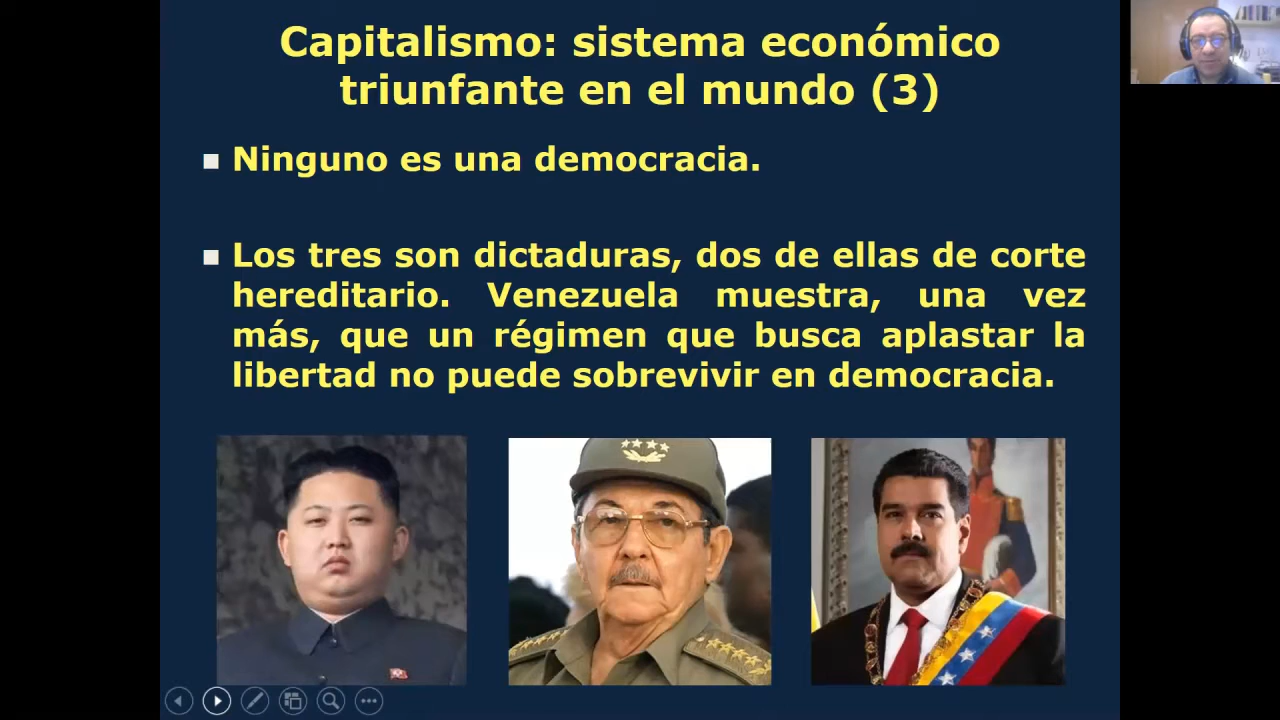 Capitalismo: sistema económico
triunfante en el mundo (3)
Ninguno es una democracia.
Los tres son dictaduras, dos de ellas de corte
hereditario. Venezuela muestra, una vez
más, que un régimen que busca aplastar la
libertad no puede sobrevivir en democracia.